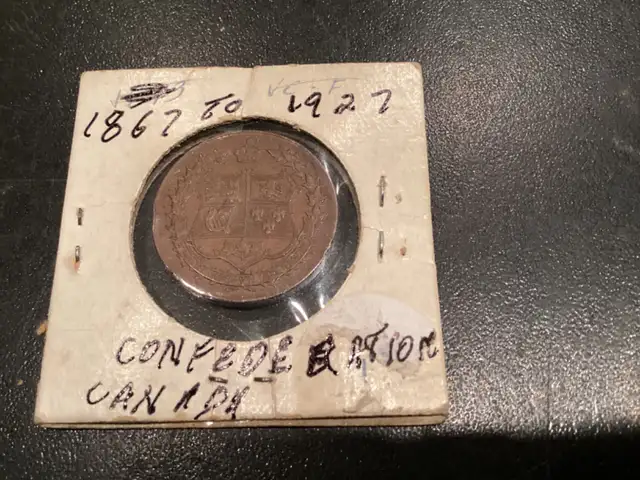 1867 TO 1927
CONFEDERATION
CANADA